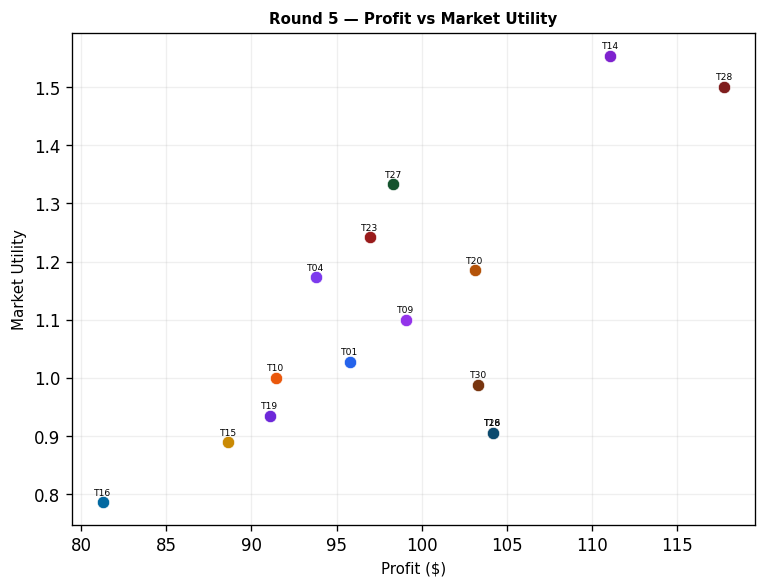 Round 5 — Profit vs Market Utility
T14
T28
T27
T23
T20
T04
T09
T01
T10
T30
T19
T15
T16
1.5
1.4
1.3
1.2
1.1
1.0
0.9
0.8
Market Utility
80 85 90 95 100 105 110 115
Profit ($)